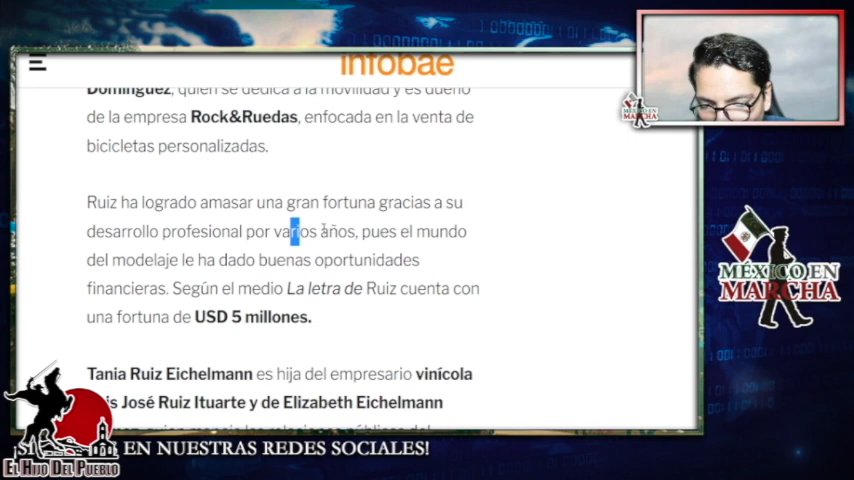 infobae
Domínguez, quien se dedica a la movilidad y es dueño
de la empresa Rock&Ruedas, enfocada en la venta de
bicicletas personalizadas.
Ruiz ha logrado amasar una gran fortuna gracias a su
desarrollo profesional por varios años, pues el mundo
del modelaje le ha dado buenas oportunidades
financieras. Según el medio La letra de Ruiz cuenta con
una fortuna de USD 5 millones.
Tania Ruiz Eichelmann es hija del empresario vinícola
is José Ruiz Ituarte y de Elizabeth Eichelmann
MÉXICO EN
MARCHA
MÉXICO EN
MARCHA
EN NUESTRAS REDES SOCIALES!
EL HIJO DEL PUEBLO